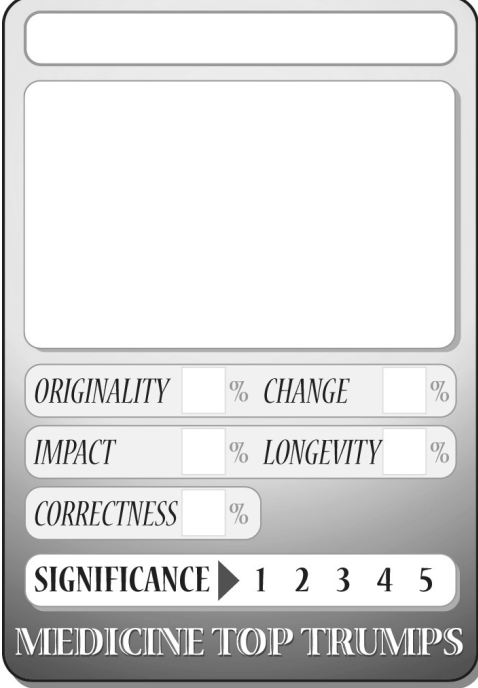 ORIGINALITY % CHANGE %
IMPACT % LONGEVITY %
CORRECTNESS %
SIGNIFICANCE 1 2 3 4 5
MEDICINE TOP TRUMPS